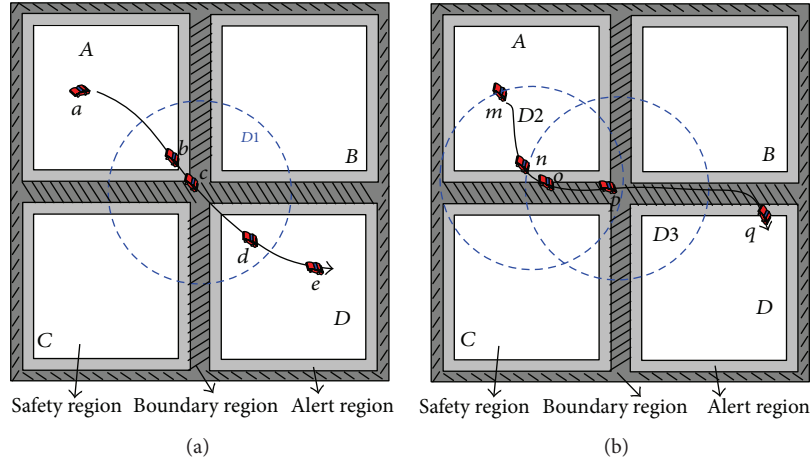 A
a
b
c
D1
B
C
d
e
D
Safety region
Boundary region
Alert region
(a)
A
m
D2
n
o
p
B
D3
q
C
D
Safety region
Boundary region
Alert region
(b)